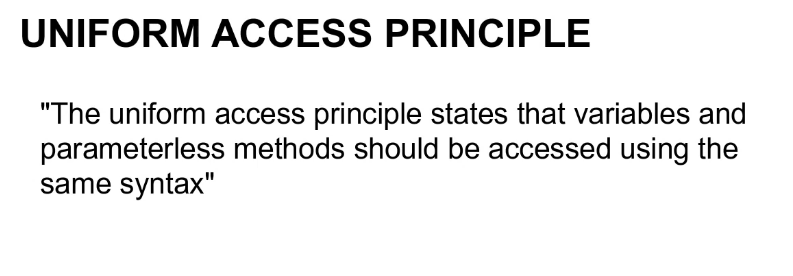 UNIFORM ACCESS PRINCIPLE
"The uniform access principle states that variables and
parameterless methods should be accessed using the
same syntax"